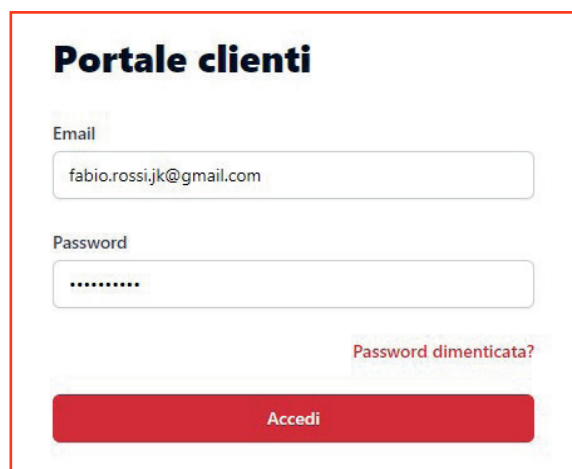 Portale clienti
Email
fabio.rossi.jk@gmail.com
Password
••••••••••
Password dimenticata?
Accedi